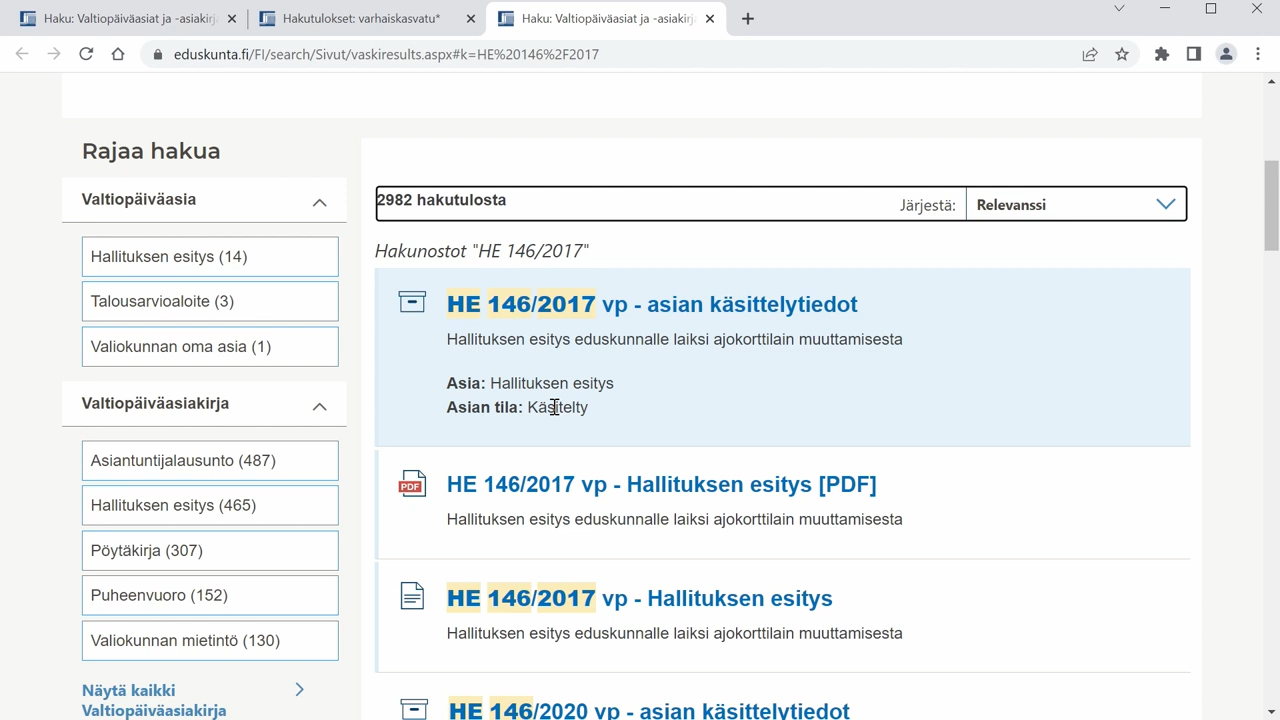 Haku: Valtiopäiväasiat ja -asiakirj
Hakutulokset: varhaiskasvatu*
Haku: Valtiopäiväasiat ja -asiakirj
eduskunta.fi/FI/search/Sivut/vaskiresults.aspx#k=HE%20146%2F2017
Rajaa hakua
Valtiopäiväasia
Hallituksen esitys (14)
Talousarvioaloite (3)
Valiokunnan oma asia (1)
Valtiopäiväasiakirja
Asiantuntijalausunto (487)
Hallituksen esitys (465)
Pöytäkirja (307)
Puheenvuoro (152)
Valiokunnan mietintö (130)
Näytä kaikki
Valtiopäiväasiakirja
2982 hakutulosta
Järjestä: Relevanssi
Hakunostot "HE 146/2017"
HE 146/2017 vp - asian käsittelytiedot
Hallituksen esitys eduskunnalle laiksi ajokorttilain muuttamisesta
Asia: Hallituksen esitys
Asian tila: Käsitelty
PDF
HE 146/2017 vp - Hallituksen esitys [PDF]
Hallituksen esitys eduskunnalle laiksi ajokorttilain muuttamisesta
HE 146/2017 vp - Hallituksen esitys
Hallituksen esitys eduskunnalle laiksi ajokorttilain muuttamisesta
HE 146/2020 vp - asian käsittelytiedot